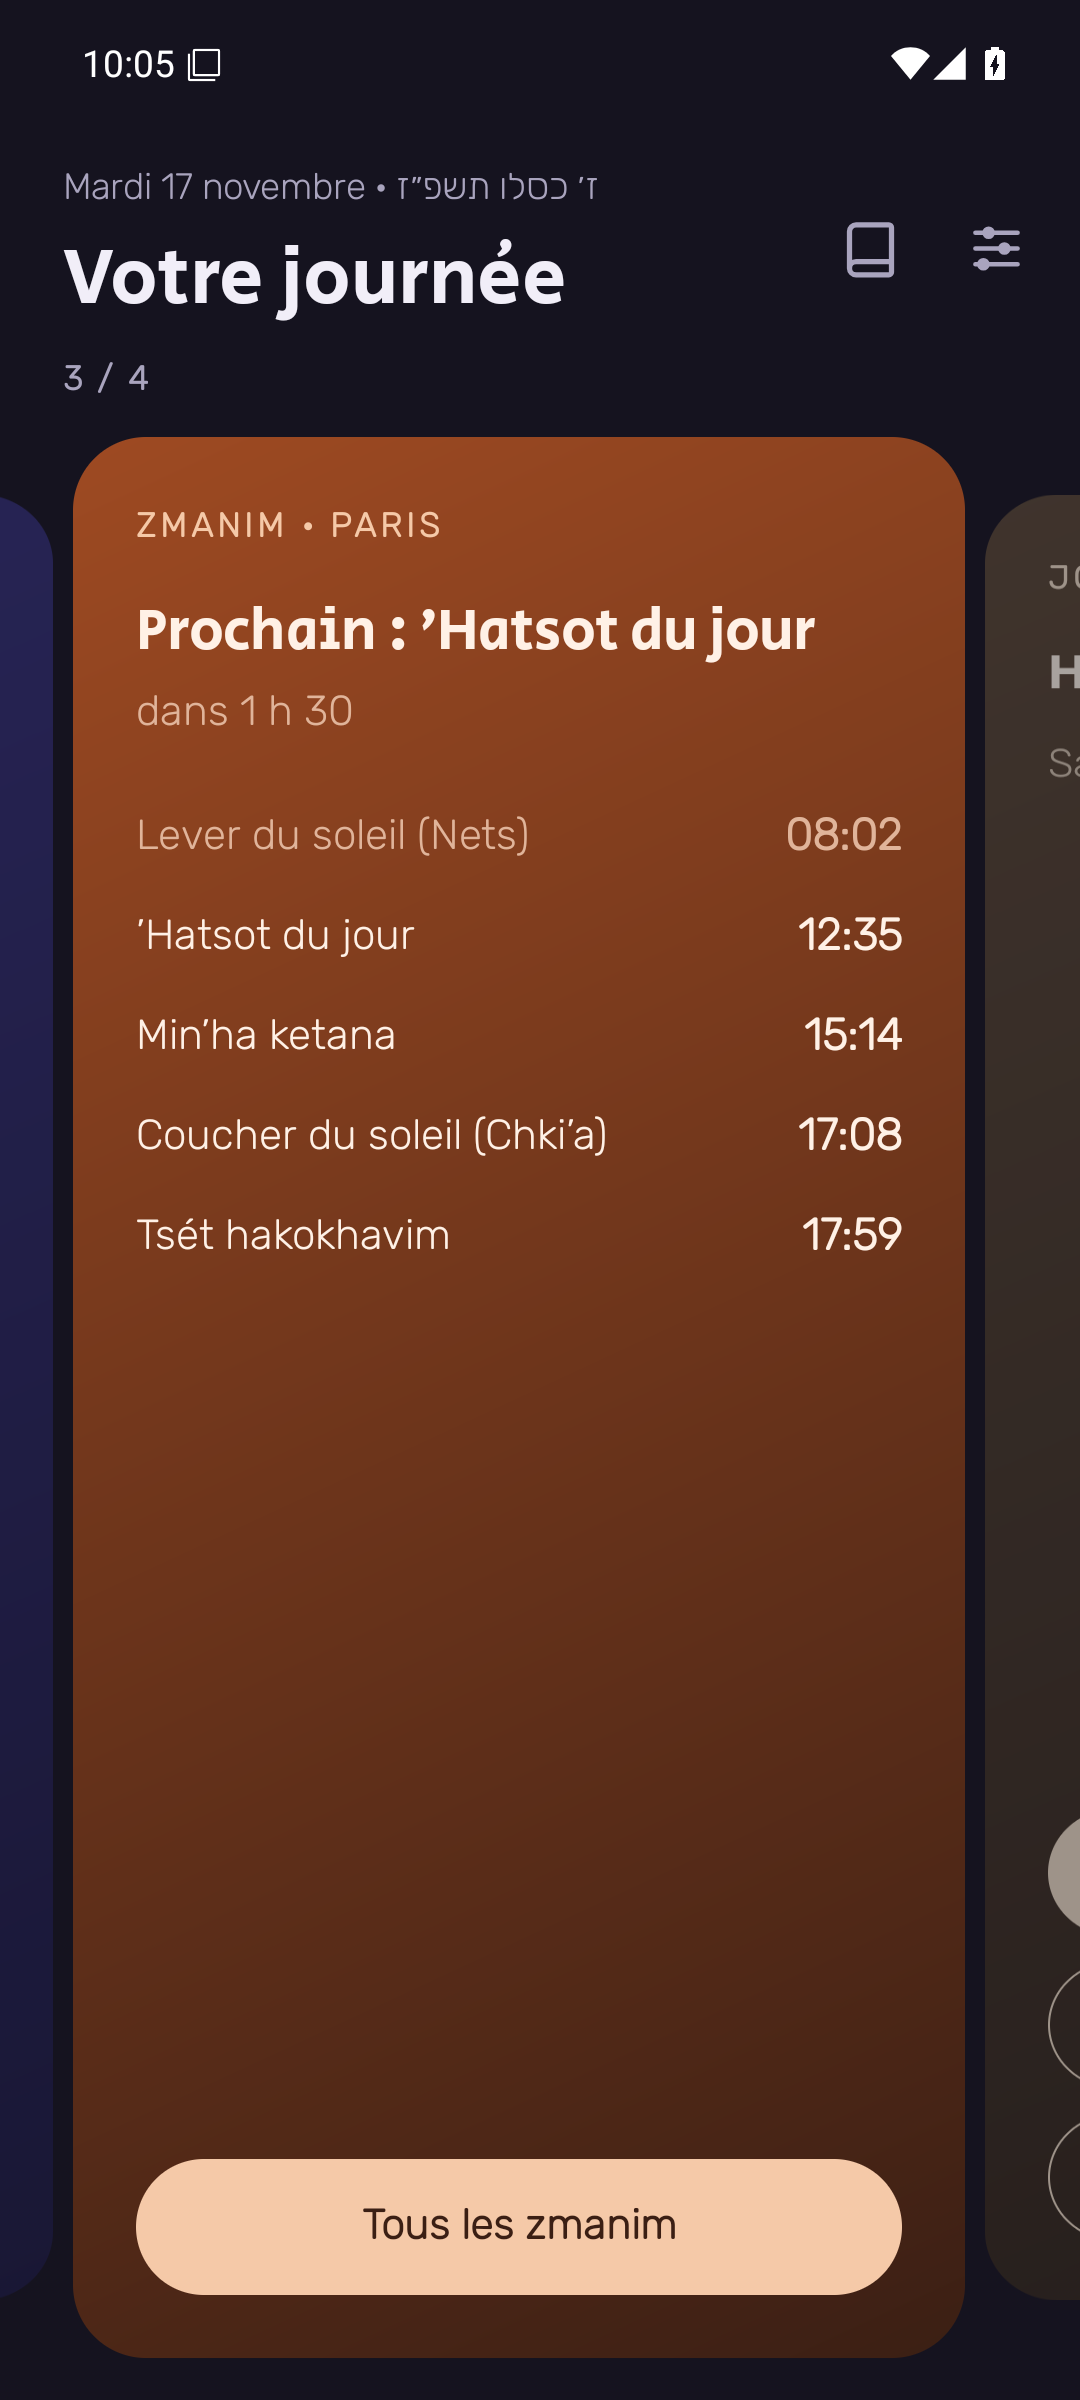 10:05
Mardi 17 novembre • ז׳ כסלו תשפ״ז
Votre journée
3 / 4
ZMANIM • PARIS
Prochain : ’Hatsot du jour
dans 1 h 30
Lever du soleil (Nets) 08:02
’Hatsot du jour 12:35
Min’ha ketana 15:14
Coucher du soleil (Chki’a) 17:08
Tsét hakokhavim 17:59
Tous les zmanim